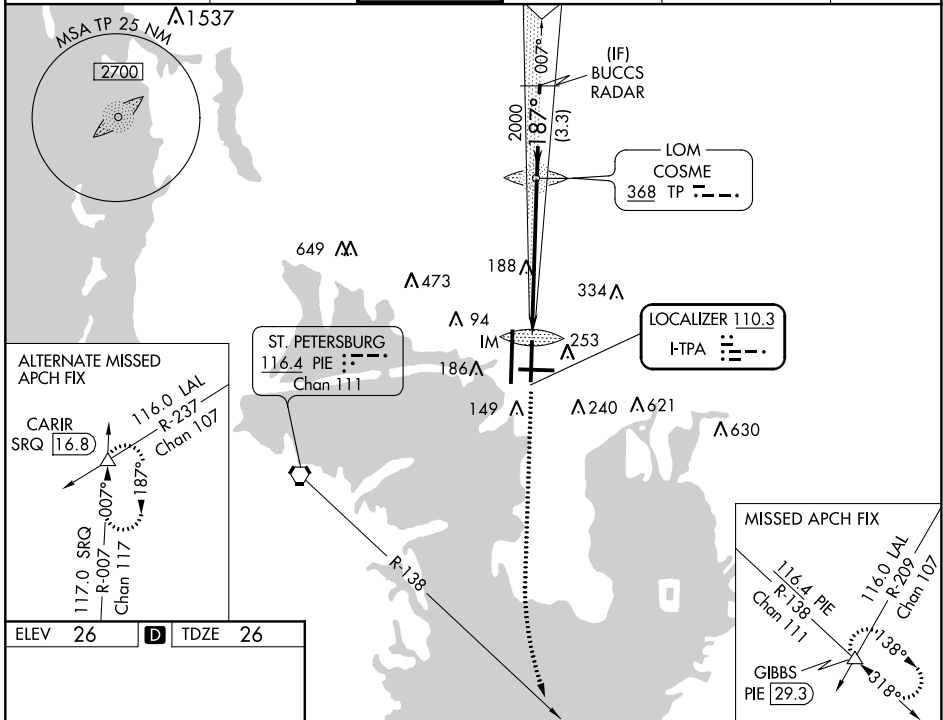 1537
MSA TP 25 NM
2700
007°
(IF)
BUCCS
RADAR
2000
187°
(3.3)
LOM
COSME
368 TP
649
473
188
334
94
IM
253
LOCALIZER 110.3
I-TPA
ST. PETERSBURG
116.4 PIE
Chan 111
186
149
240
621
630
R-138
ALTERNATE MISSED
APCH FIX
CARIR
SRQ 16.8
116.0 LAL
R-237
Chan 107
007°
187°
117.0 SRQ
R-007
Chan 117
MISSED APCH FIX
116.4 PIE
R-138
Chan 111
116.0 LAL
R-209
Chan 107
GIBBS
PIE 29.3
138°
318°
ELEV 26 D TDZE 26